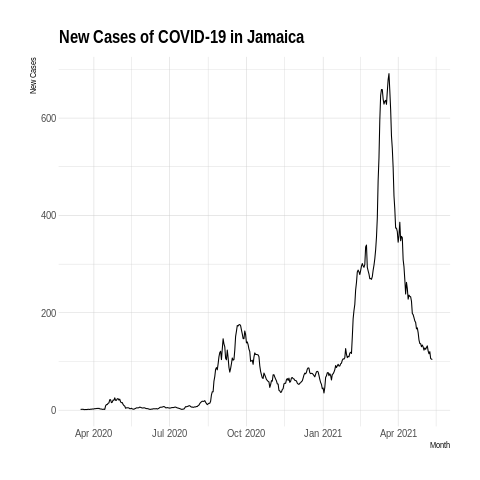 New Cases of COVID-19 in Jamaica
New Cases
600
400
200
0
Apr 2020
Jul 2020
Oct 2020
Jan 2021
Apr 2021
Month